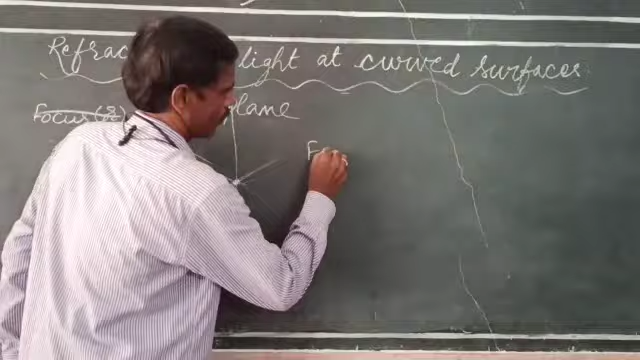 Refrac light at curved surfaces
Focus lane
F